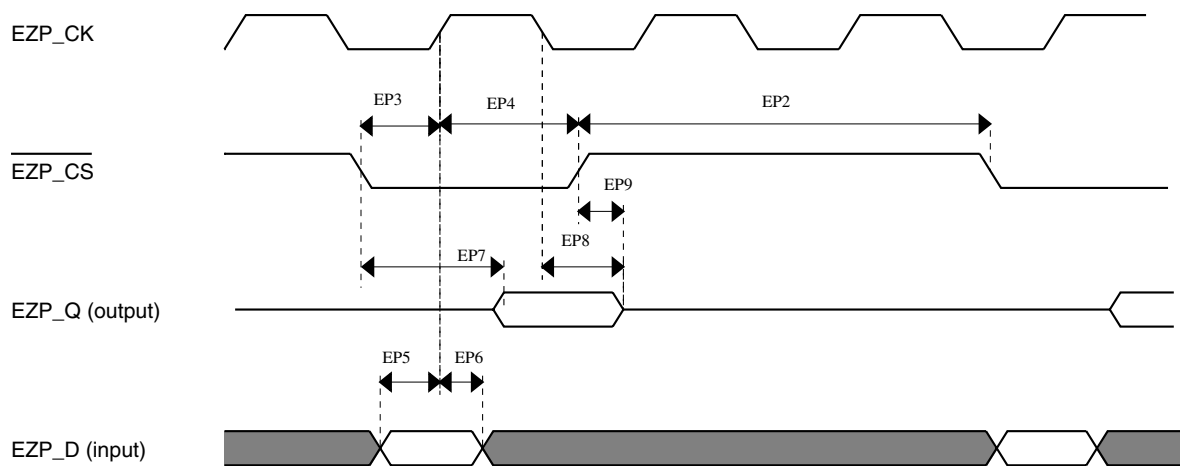 EZP_CK
EP3
EP4
EP2
EZP_CS
EP9
EP8
EP7
EZP_Q (output)
EP5
EP6
EZP_D (input)